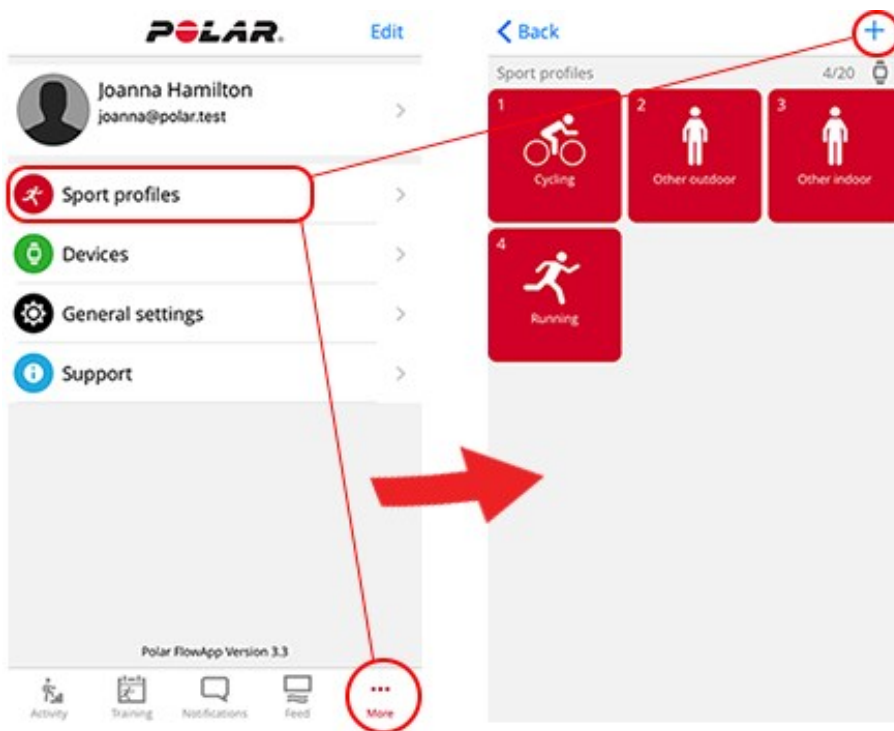 POLAR.
Edit
Joanna Hamilton
joanna@polar.test
Sport profiles
Devices
General settings
Support
Polar FlowApp Version 3.3
Activity
Training
Notifications
Feed
More
Back
+
Sport profiles
4/20
1
Cycling
2
Other outdoor
3
Other indoor
4
Running